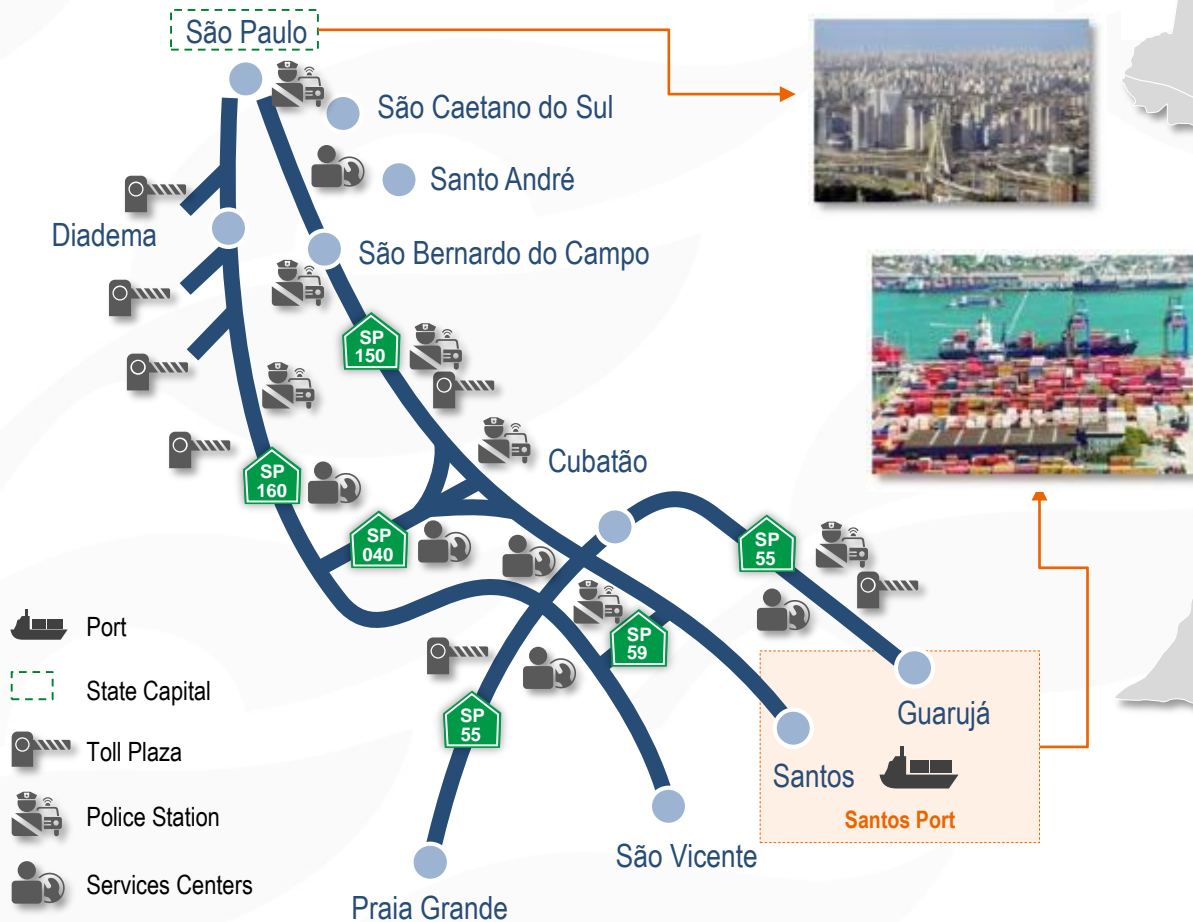 São Paulo
São Caetano do Sul
Santo André
Diadema
São Bernardo do Campo
SP
150
Cubatão
SP
160
SP
040
SP
55
SP
59
SP
55
Port
State Capital
Toll Plaza
Police Station
Services Centers
Guarujá
Santos
Santos Port
São Vicente
Praia Grande